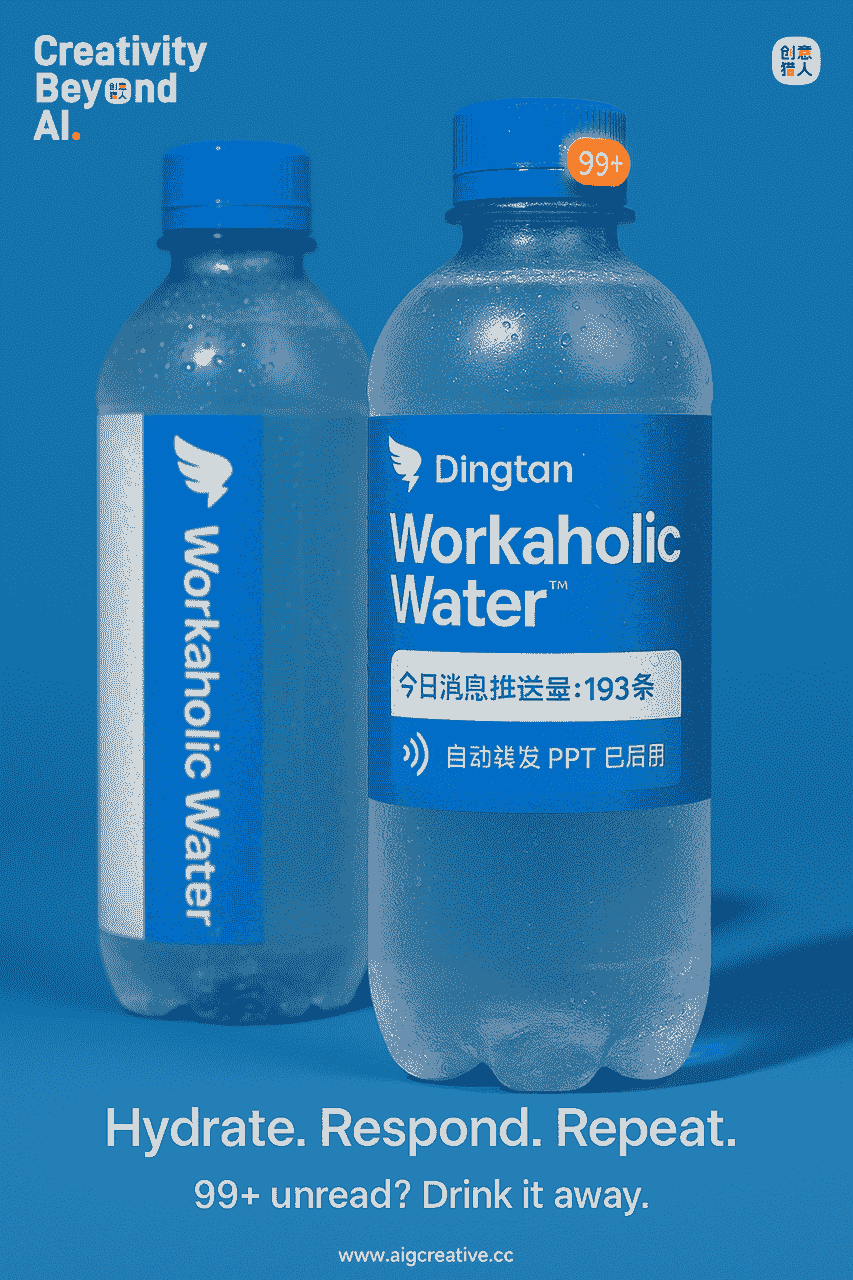 Creativity
Beyond
AI.
创意
猎人
99+
Dingtan
Workaholic
Water™
今日消息推送量:193条
自动 发 PPT 已启用
Workaholic Water
Hydrate. Respond. Repeat.
99+ unread? Drink it away.
www.aigcreative.cc